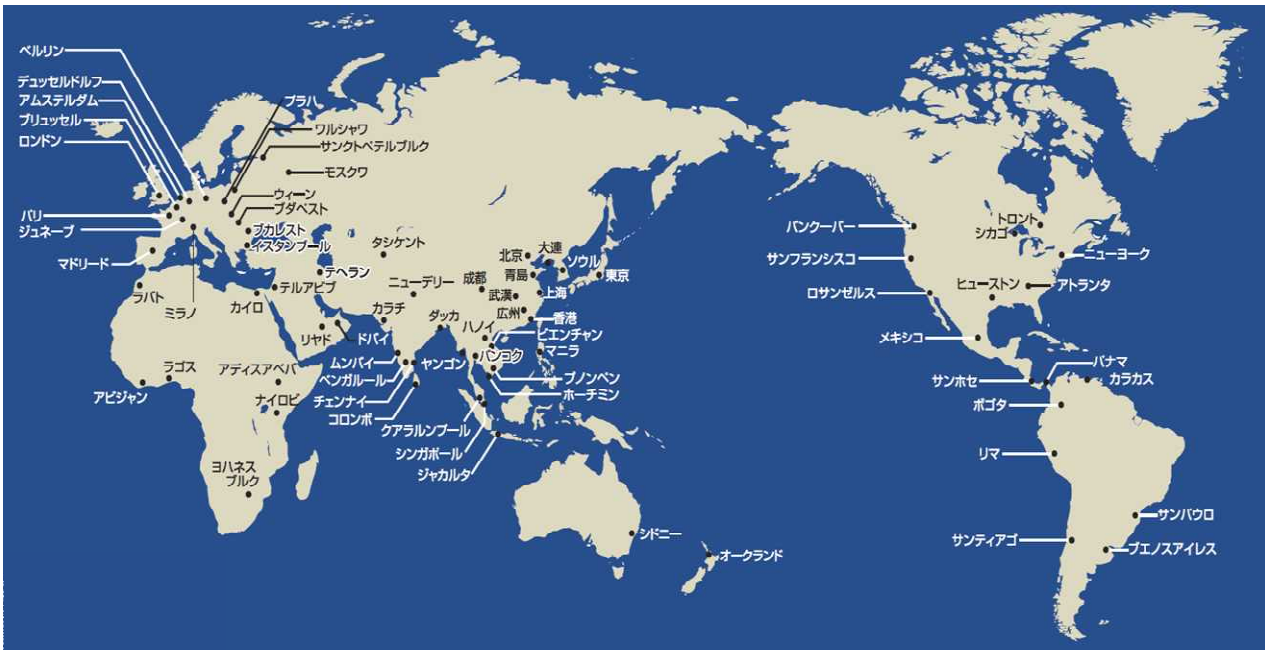 ベルリン
デュッセルドルフ
アムステルダム
ブリュッセル
ロンドン
パリ
ジュネーブ
マドリード
プラハ
ワルシャワ
サンクトペテルブルク
モスクワ
ウィーン
ブダペスト
ブカレスト
イスタンブール
ラバト
ミラノ
カイロ
テルアビブ
テヘラン
タシケント
ニューデリー
カラチ
ダッカ
リヤド
ドバイ
ムンバイ
ベンガルール
チェンナイ
コロンボ
ヤンゴン
ラゴス
アビジャン
アディスアベバ
ナイロビ
ヨハネス
ブルク
北京
大連
ソウル
東京
成都
青島
武漢
上海
広州
香港
ハノイ
ビエンチャン
マニラ
バンコク
プノンペン
ホーチミン
クアラルンプール
シンガポール
ジャカルタ
シドニー
オークランド
バンクーバー
トロント
シカゴ
ニューヨーク
サンフランシスコ
ロサンゼルス
ヒューストン
アトランタ
メキシコ
サンホセ
パナマ
カラカス
ボゴタ
リマ
サンパウロ
サンティアゴ
ブエノスアイレス